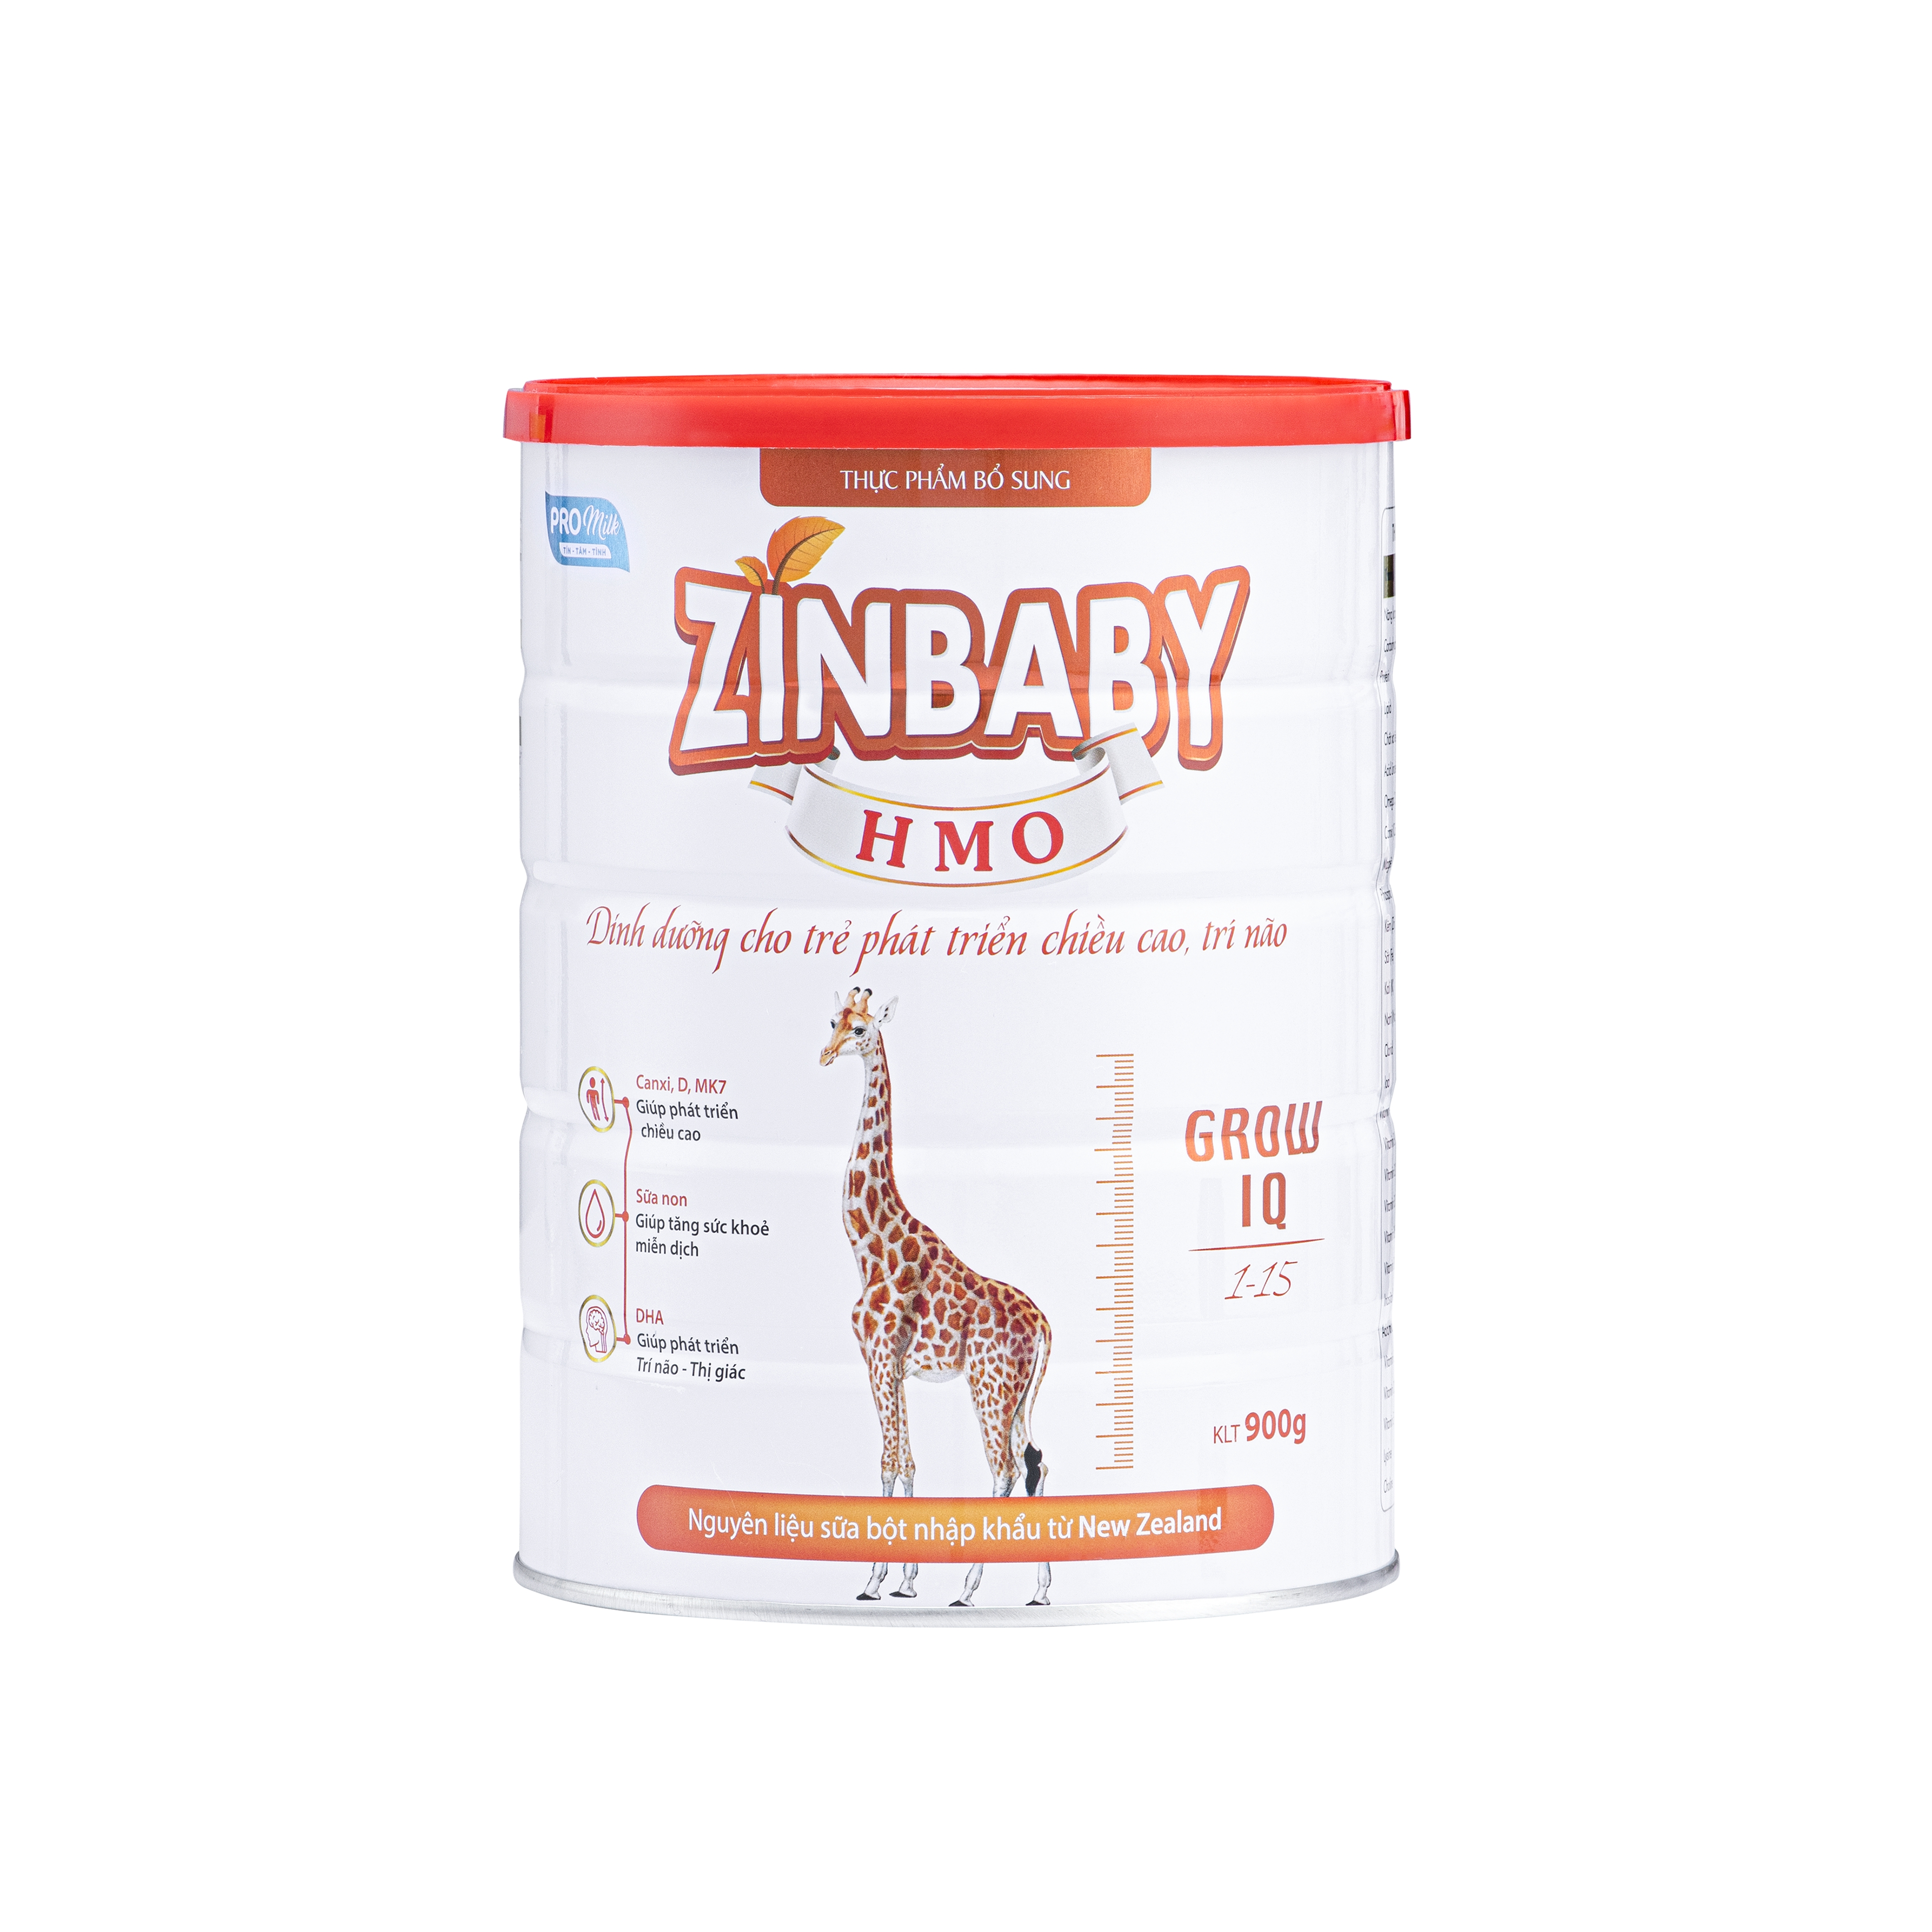 THỰC PHẨM BỔ SUNG
PRO Milk
TÍN - TÂM - TÌNH
ZINBABY
HMO
Dinh dưỡng cho trẻ phát triển chiều cao, trí não
Canxi, D, MK7
Giúp phát triển
chiều cao
Sữa non
Giúp tăng sức khoẻ
miễn dịch
DHA
Giúp phát triển
Trí não - Thị giác
GROW
IQ
1-15
KLT 900g
Nguyên liệu sữa bột nhập khẩu từ New Zealand